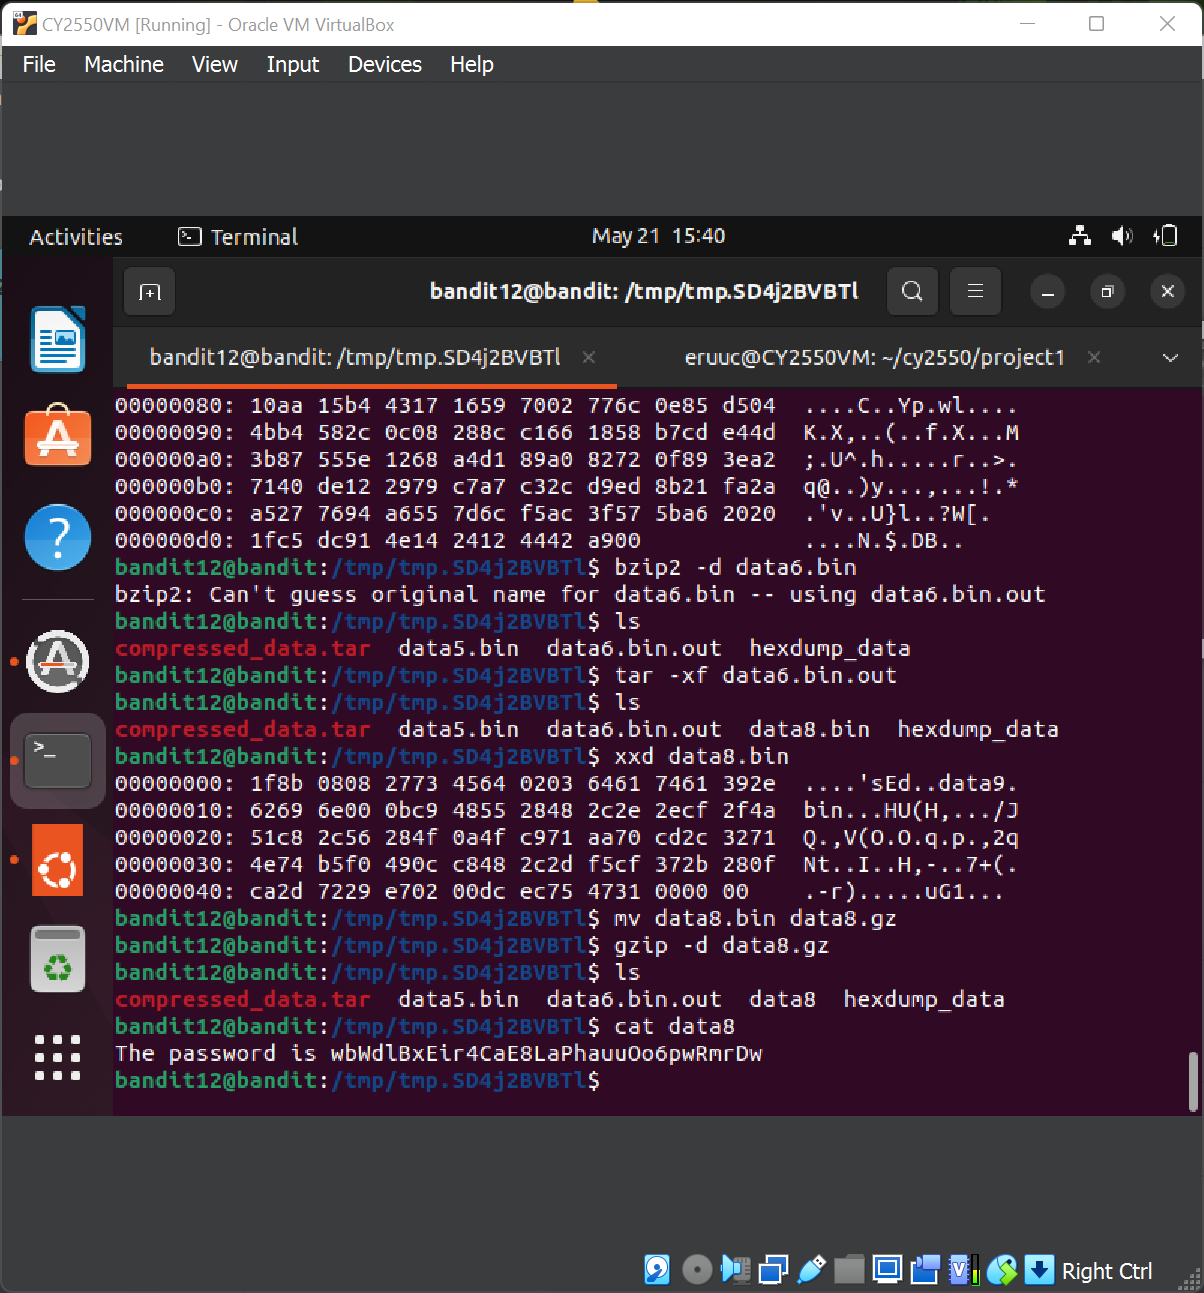 CY2550VM [Running] - Oracle VM VirtualBox
File Machine View Input Devices Help
Activities Terminal May 21 15:40
bandit12@bandit: /tmp/tmp.SD4j2BVBTl
bandit12@bandit: /tmp/tmp.SD4j2BVBTl eruuc@CY2550VM: ~/cy2550/project1
00000080: 10aa 15b4 4317 1659 7002 776c 0e85 d504 ....C..Yp.wl....
00000090: 4bb4 582c 0c08 288c c166 1858 b7cd e44d K.X,..(..f.X...M
000000a0: 3b87 555e 1268 a4d1 89a0 8272 0f89 3ea2 ;.U^.h.....r..>.
000000b0: 7140 de12 2979 c7a7 c32c d9ed 8b21 fa2a q@..)y...,...!.*
000000c0: a527 7694 a655 7d6c f5ac 3f57 5ba6 2020 .'v..U}l..?W[.
000000d0: 1fc5 dc91 4e14 2412 4442 a900 ....N.$.DB..
bandit12@bandit:/tmp/tmp.SD4j2BVBTl$ bzip2 -d data6.bin
bzip2: Can't guess original name for data6.bin -- using data6.bin.out
bandit12@bandit:/tmp/tmp.SD4j2BVBTl$ ls
compressed_data.tar data5.bin data6.bin.out hexdump_data
bandit12@bandit:/tmp/tmp.SD4j2BVBTl$ tar -xf data6.bin.out
bandit12@bandit:/tmp/tmp.SD4j2BVBTl$ ls
compressed_data.tar data5.bin data6.bin.out data8.bin hexdump_data
bandit12@bandit:/tmp/tmp.SD4j2BVBTl$ xxd data8.bin
00000000: 1f8b 0808 2773 4564 0203 6461 7461 392e ....'sEd..data9.
00000010: 6269 6e00 0bc9 4855 2848 2c2e 2ecf 2f4a bin...HU(H,.../J
00000020: 51c8 2c56 284f 0a4f c971 aa70 cd2c 3271 Q.,V(O.O.q.p.,2q
00000030: 4e74 b5f0 490c c848 2c2d f5cf 372b 280f Nt..I..H,-..7+(.
00000040: ca2d 7229 e702 00dc ec75 4731 0000 00 .-r).....uG1...
bandit12@bandit:/tmp/tmp.SD4j2BVBTl$ mv data8.bin data8.gz
bandit12@bandit:/tmp/tmp.SD4j2BVBTl$ gzip -d data8.gz
bandit12@bandit:/tmp/tmp.SD4j2BVBTl$ ls
compressed_data.tar data5.bin data6.bin.out data8 hexdump_data
bandit12@bandit:/tmp/tmp.SD4j2BVBTl$ cat data8
The password is wbWdlBxEir4CaE8LaPhauuOo6pwRmrDw
bandit12@bandit:/tmp/tmp.SD4j2BVBTl$
Right Ctrl